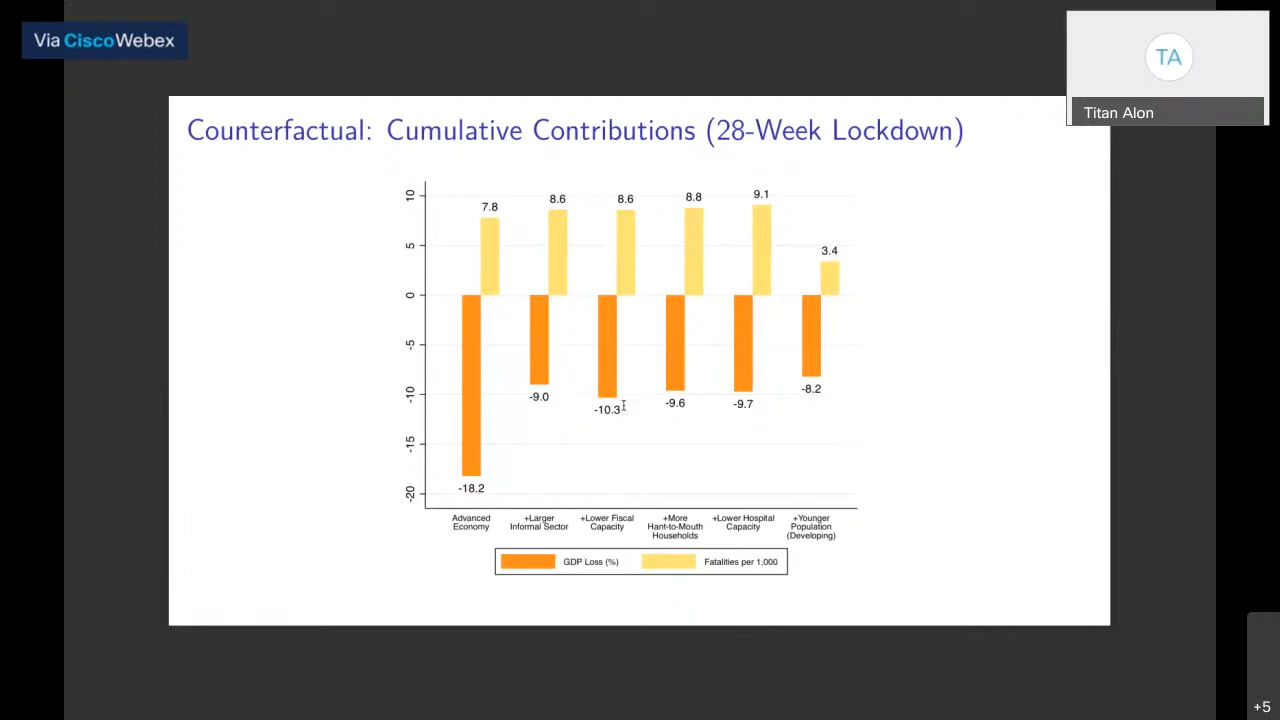 Via CiscoWebex
TA
Titan Alon
Counterfactual: Cumulative Contributions (28-Week Lockdown)
10
5
0
-5
-10
-15
-20
7.8
8.6
8.6
8.8
9.1
3.4
-18.2
-9.0
-10.3
-9.6
-9.7
-8.2
Advanced
Economy
+Larger
Informal Sector
+Lower Fiscal
Capacity
+More
Hant-to-Mouth
Households
+Lower Hospital
Capacity
+Younger
Population
(Developing)
GDP Loss (%)
Fatalities per 1,000
+5